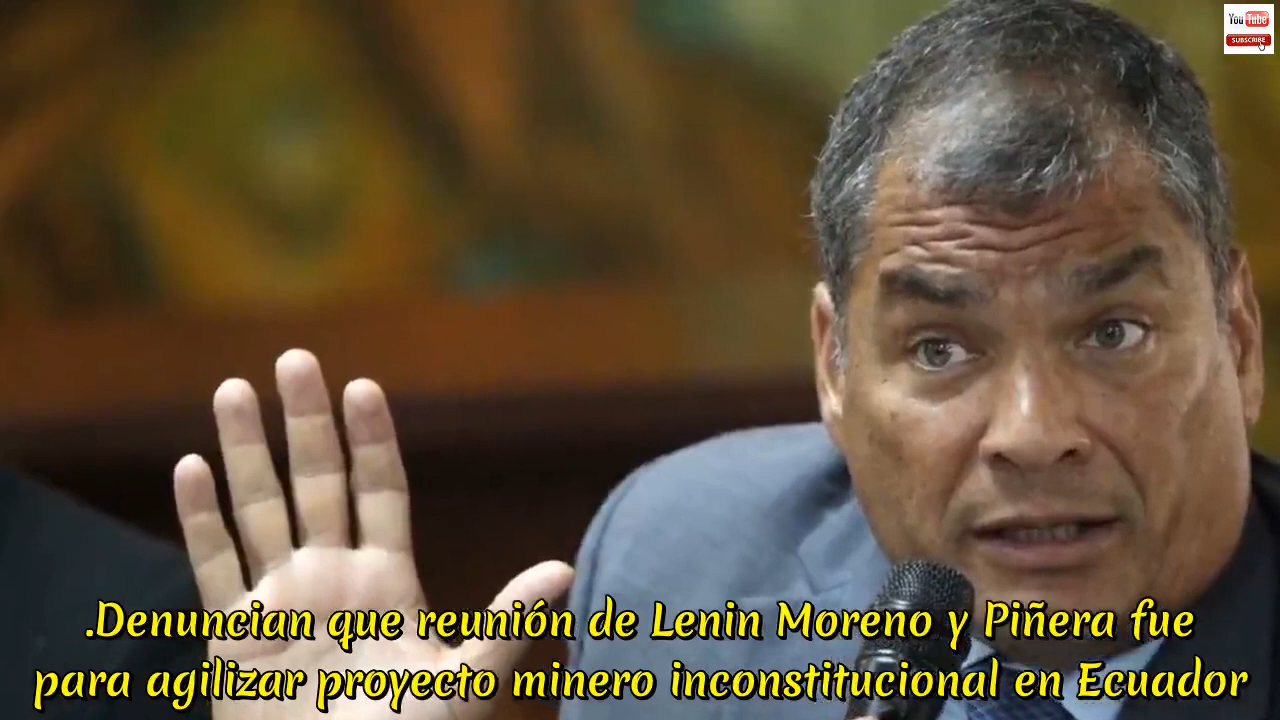 You Tube
SUBSCRIBE
.Denuncian que reunión de Lenin Moreno y Piñera fue
para agilizar proyecto minero inconstitucional en Ecuador